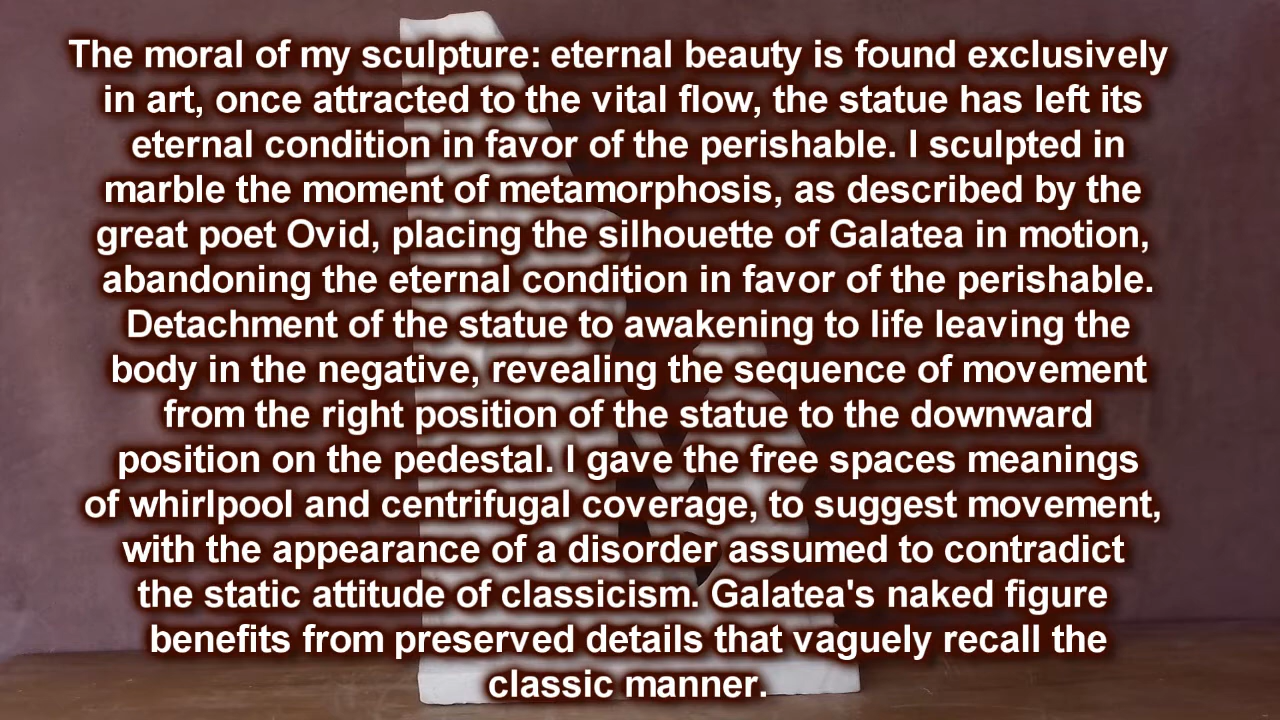 The moral of my sculpture: eternal beauty is found exclusively
in art, once attracted to the vital flow, the statue has left its
eternal condition in favor of the perishable. I sculpted in
marble the moment of metamorphosis, as described by the
great poet Ovid, placing the silhouette of Galatea in motion,
abandoning the eternal condition in favor of the perishable.
Detachment of the statue to awakening to life leaving the
body in the negative, revealing the sequence of movement
from the right position of the statue to the downward
position on the pedestal. I gave the free spaces meanings
of whirlpool and centrifugal coverage, to suggest movement,
with the appearance of a disorder assumed to contradict
the static attitude of classicism. Galatea's naked figure
benefits from preserved details that vaguely recall the
classic manner.